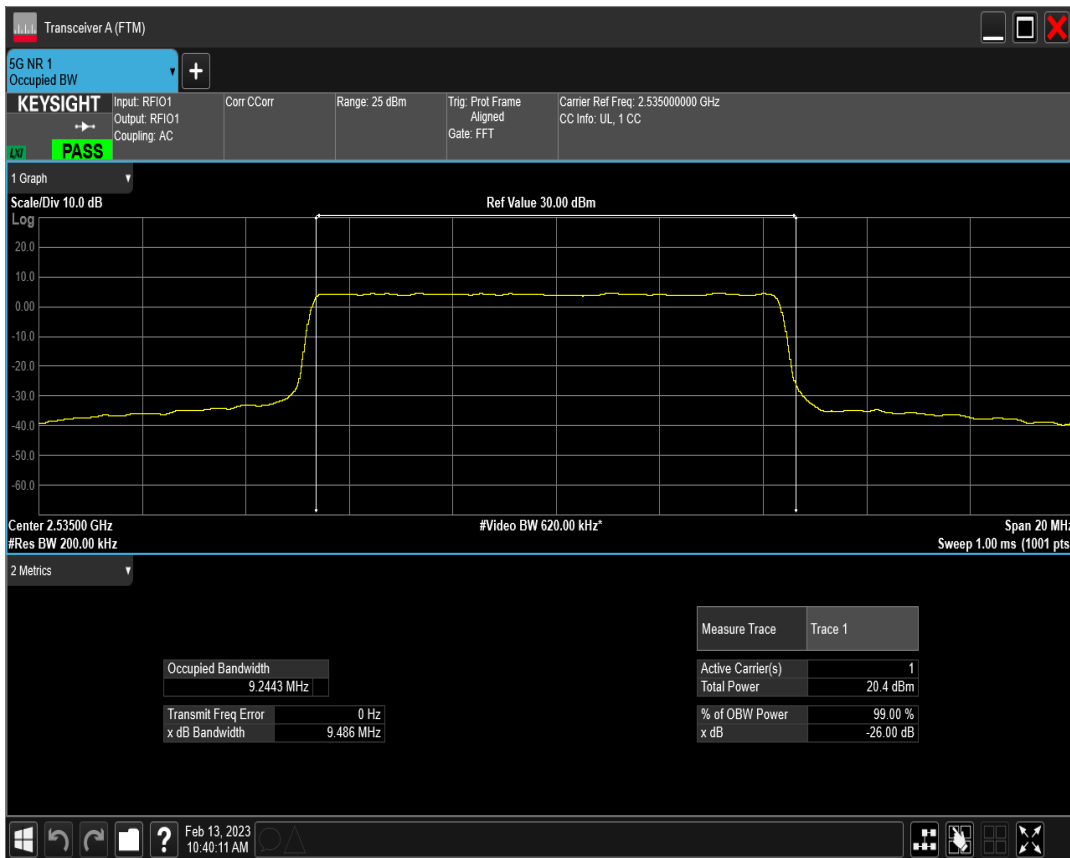 Transceiver A (FTM)
5G NR 1
Occupied BW
+
KEYSIGHT
Input: RFIO1
Output: RFIO1
Coupling: AC
Corr CCorr
Range: 25 dBm
Trig: Prot Frame
Aligned
Gate: FFT
Carrier Ref Freq: 2.535000000 GHz
CC Info: UL, 1 CC
LXI
PASS
1 Graph
Scale/Div 10.0 dB
Ref Value 30.00 dBm
Log
20.0
10.0
0.00
-10.0
-20.0
-30.0
-40.0
-50.0
-60.0
Center 2.53500 GHz
#Video BW 620.00 kHz*
Span 20 MHz
#Res BW 200.00 kHz
Sweep 1.00 ms (1001 pts
2 Metrics
Measure Trace
Trace 1
Occupied Bandwidth
9.2443 MHz
Active Carrier(s)
1
Total Power
20.4 dBm
Transmit Freq Error
0 Hz
x dB Bandwidth
9.486 MHz
% of OBW Power
99.00 %
x dB
-26.00 dB
?
Feb 13, 2023
10:40:11 AM